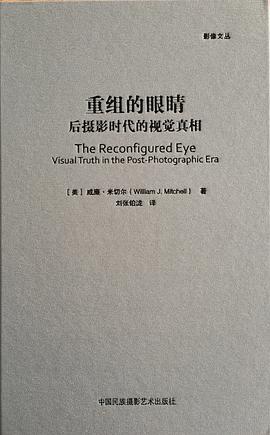 影像文丛
重组的眼睛
后摄影时代的视觉真相
The Reconfigured Eye
Visual Truth in the Post-Photographic Era
［美］威廉·米切尔（William J. Mitchell） 著
刘张铂泷 译
中国民族摄影艺术出版社